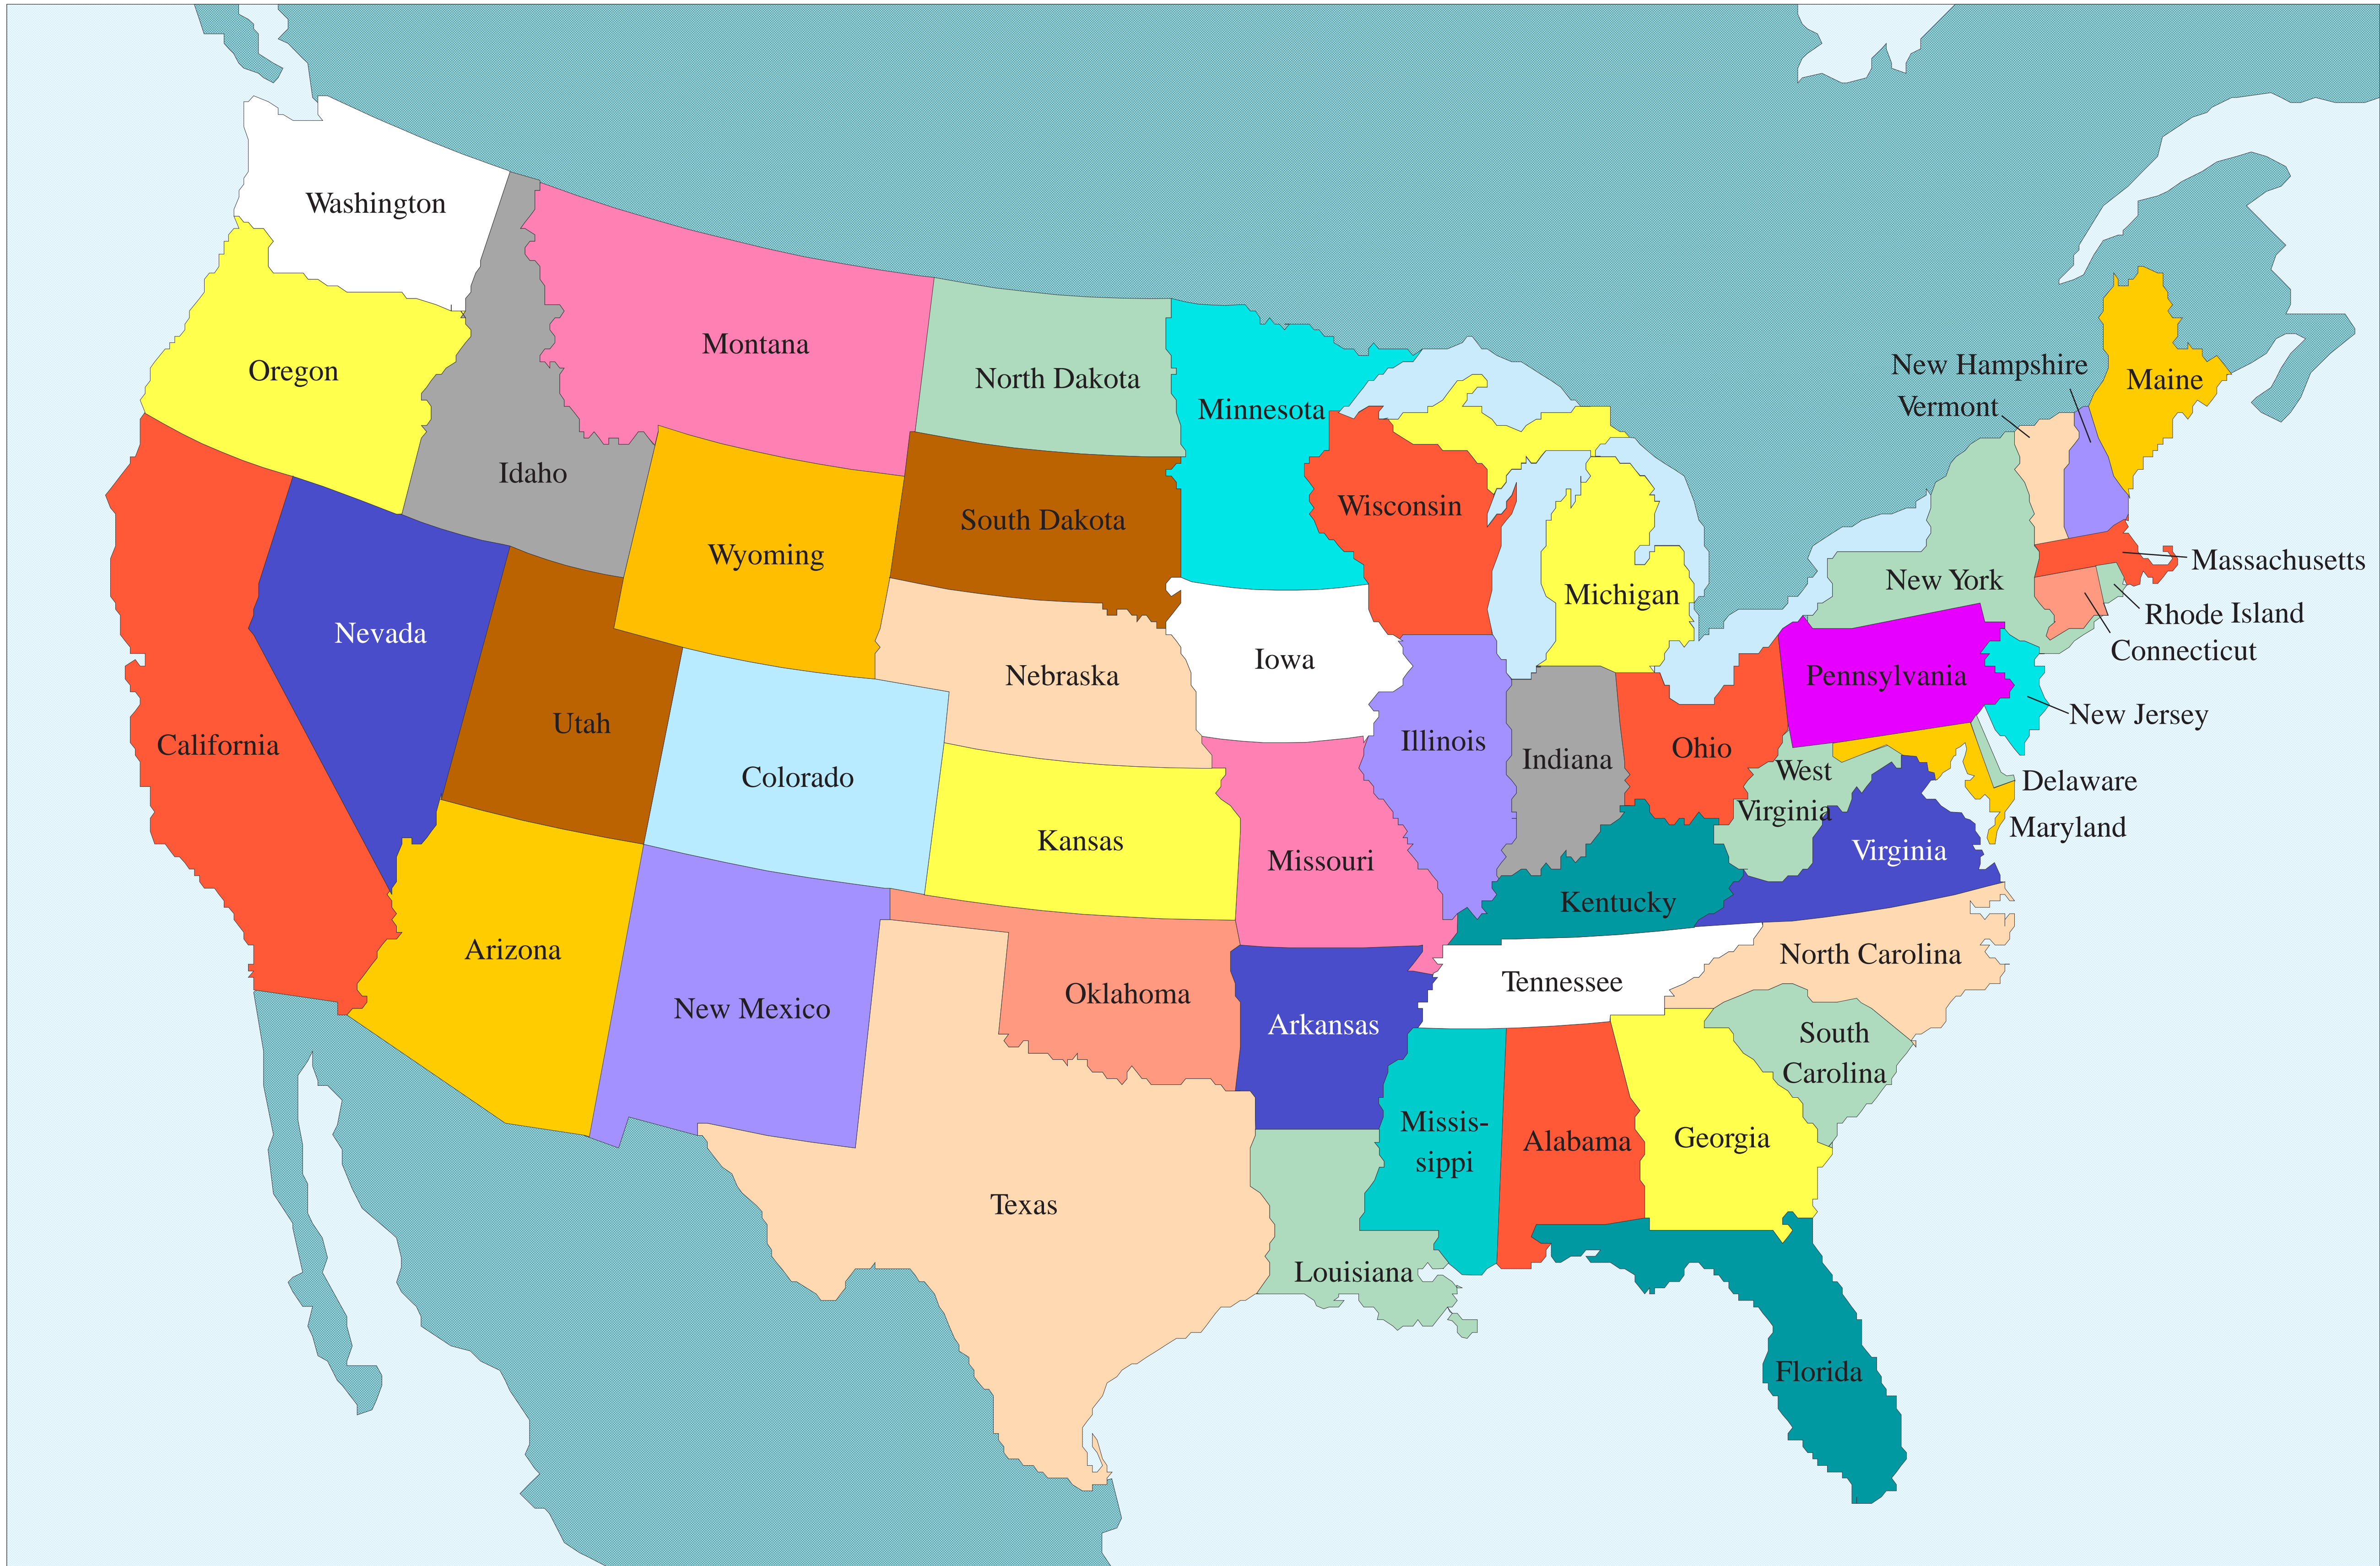 Washington
Oregon
Idaho
Montana
North Dakota
Minnesota
New Hampshire
Vermont
Maine
South Dakota
Wyoming
Wisconsin
Michigan
New York
Massachusetts
Rhode Island
Connecticut
Nevada
Iowa
Nebraska
Pennsylvania
New Jersey
California
Utah
Colorado
Illinois
Indiana
Ohio
West
Virginia
Delaware
Maryland
Kansas
Missouri
Virginia
Kentucky
Arizona
New Mexico
Oklahoma
Arkansas
Tennessee
North Carolina
South
Carolina
Missis-
sippi
Alabama
Georgia
Texas
Louisiana
Florida